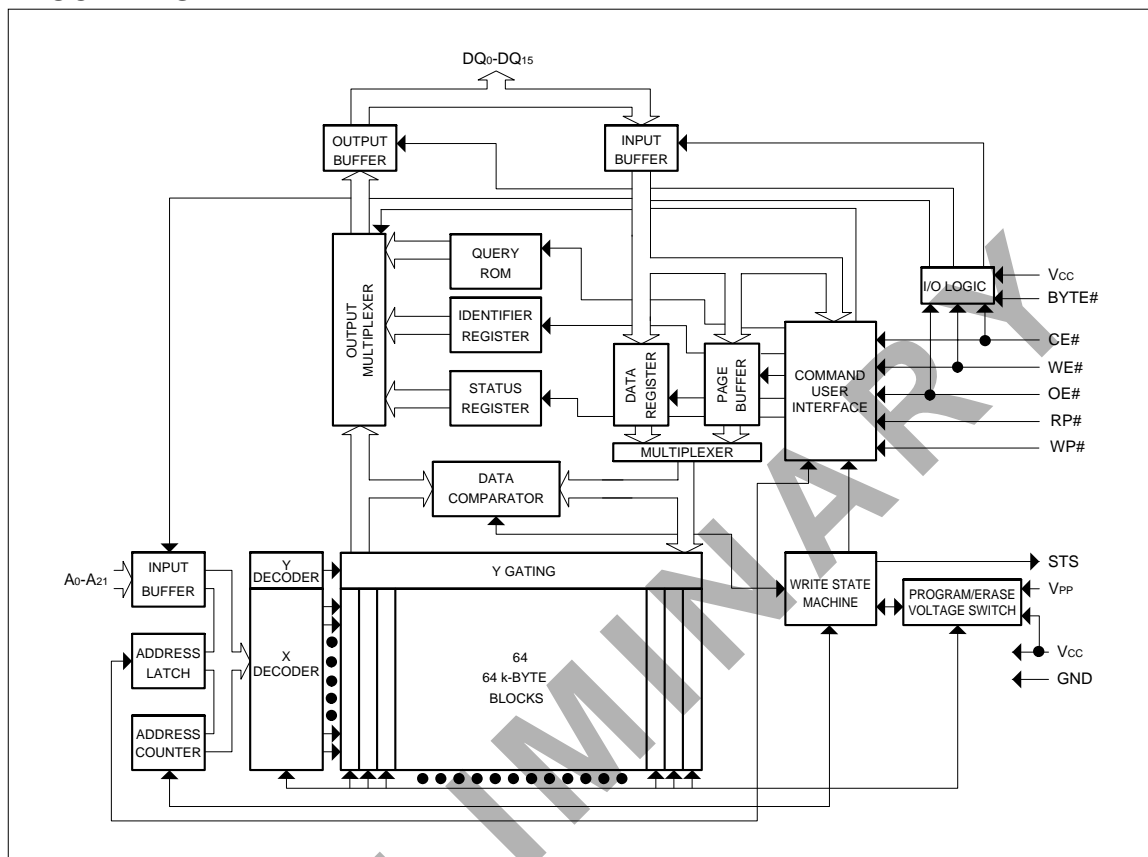 DQ0-DQ15
OUTPUT
BUFFER
INPUT
BUFFER
OUTPUT
MULTIPLEXER
QUERY
ROM
IDENTIFIER
REGISTER
STATUS
REGISTER
DATA
REGISTER
PAGE
BUFFER
COMMAND
USER
INTERFACE
I/O LOGIC
VCC
BYTE#
CE#
WE#
OE#
RP#
WP#
MULTIPLEXER
DATA
COMPARATOR
A0-A21
INPUT
BUFFER
Y
DECODER
Y GATING
WRITE STATE
MACHINE
STS
PROGRAM/ERASE
VOLTAGE SWITCH
VPP
VCC
GND
ADDRESS
LATCH
X
DECODER
64
64 k-BYTE
BLOCKS
ADDRESS
COUNTER
IMINARY